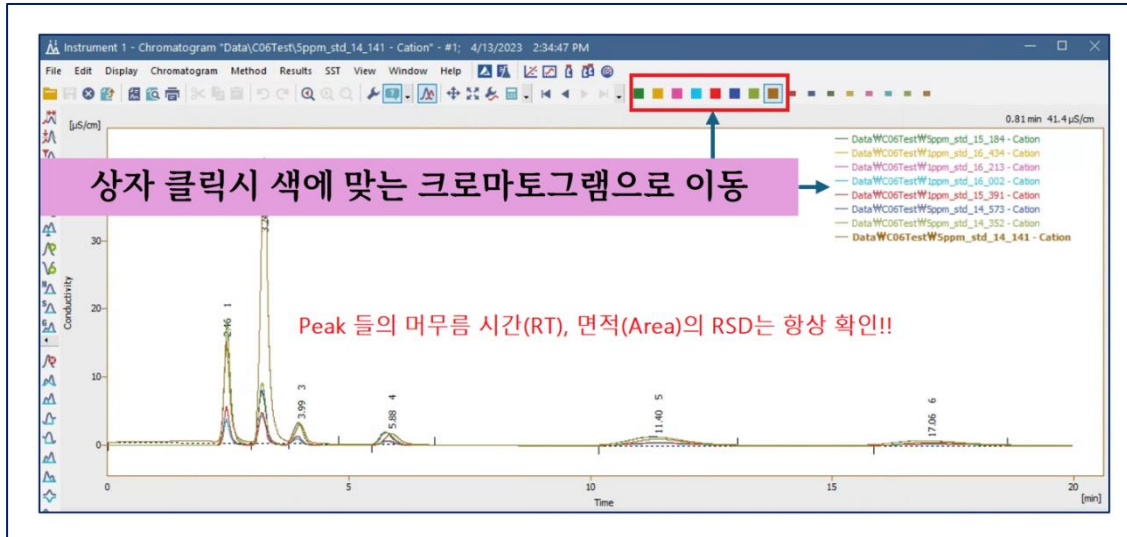 Instrument 1 - Chromatogram "Data\C06Test\5ppm_std_14_141 - Cation" - #1; 4/13/2023 2:34:47 PM
File Edit Display Chromatogram Method Results SST View Window Help
0.81 min 41.4 µS/cm
[µS/cm]
Data₩C06Test₩5ppm_std_15_184 - Cation
Data₩C06Test₩1ppm_std_16_434 - Cation
Data₩C06Test₩1ppm_std_16_213 - Cation
Data₩C06Test₩1ppm_std_16_002 - Cation
Data₩C06Test₩1ppm_std_15_391 - Cation
Data₩C06Test₩5ppm_std_14_573 - Cation
Data₩C06Test₩5ppm_std_14_352 - Cation
Data₩C06Test₩5ppm_std_14_141 - Cation
상자 클릭시 색에 맞는 크로마토그램으로 이동
Peak 들의 머무름 시간(RT), 면적(Area)의 RSD는 항상 확인!!
Conductivity
30
20
10
0
2.46 1
3.99 3
5.88 4
11.40 5
17.06 6
0 5 10 15 20
Time
[min]